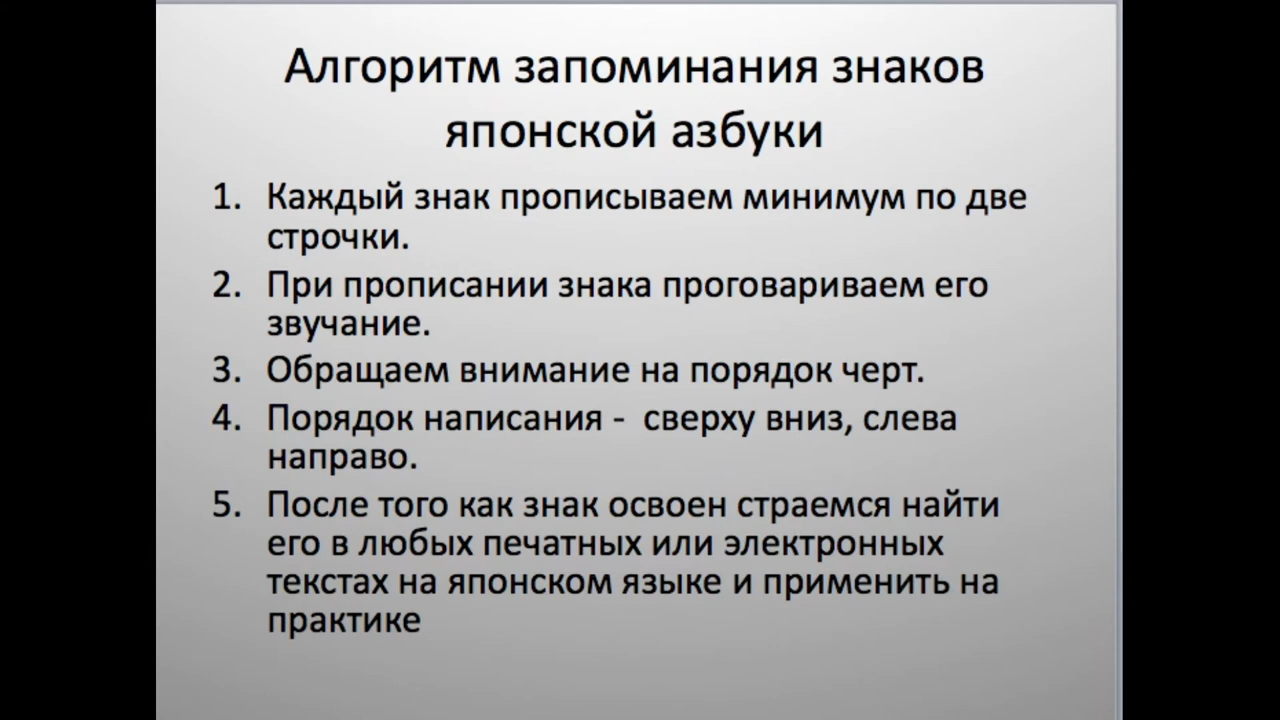 Алгоритм запоминания знаков
японской азбуки
1. Каждый знак прописываем минимум по две
строчки.
2. При прописании знака проговариваем его
звучание.
3. Обращаем внимание на порядок черт.
4. Порядок написания - сверху вниз, слева
направо.
5. После того как знак освоен страемся найти
его в любых печатных или электронных
текстах на японском языке и применить на
практике